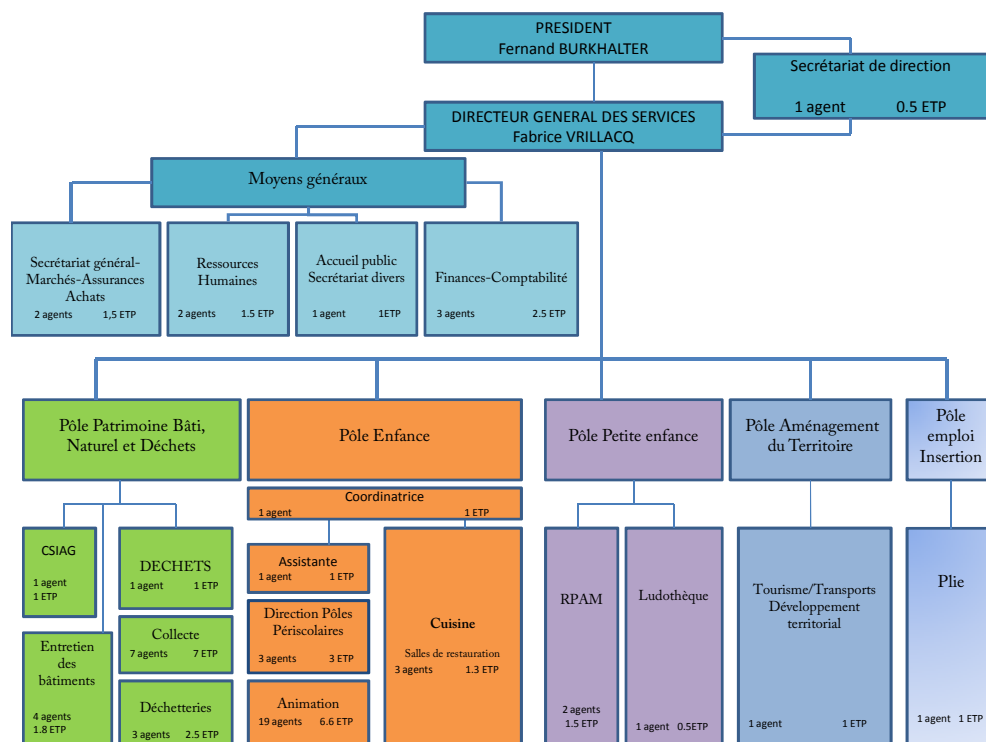 PRESIDENT
Fernand BURKHALTER
Secrétariat de direction
1 agent 0.5 ETP
DIRECTEUR GENERAL DES SERVICES
Fabrice VRILLACQ
Moyens généraux
Secrétariat général-
Marchés-Assurances
Achats
2 agents 1,5 ETP
Ressources
Humaines
2 agents 1.5 ETP
Accueil public
Secrétariat divers
1 agent 1ETP
Finances-Comptabilité
3 agents 2.5 ETP
Pôle Patrimoine Bâti,
Naturel et Déchets
Pôle Enfance
Pôle Petite enfance
Pôle Aménagement
du Territoire
Pôle
emploi
Insertion
CSIAG
1 agent
1 ETP
Entretien
des
bâtiments
4 agents
1.8 ETP
DECHETS
1 agent 1 ETP
Collecte
7 agents 7 ETP
Déchetteries
3 agents 2.5 ETP
Coordinatrice
1 agent 1 ETP
Assistante
1 agent 1 ETP
Direction Pôles
Périscolaires
3 agents 3 ETP
Animation
19 agents 6.6 ETP
Cuisine
Salles de restauration
3 agents 1.3 ETP
RPAM
2 agents
1.5 ETP
Ludothèque
1 agent 0.5ETP
Tourisme/Transports
Développement
territorial
1 agent 1 ETP
Plie
1 agent 1 ETP